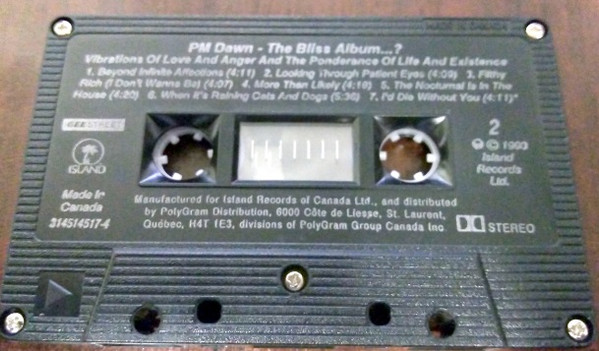 MADE IN CANADA
PM Dawn - The Bliss Album...?
Vibrations Of Love And Anger And The Ponderance Of Life And Existence
1. Beyond Infinite Affections (4:11) 2. Looking Through Patient Eyes (4:09) 3. Filthy
Rich (I Don't Wanna Be) (4:07) 4. More Than Likely (4:19) 5. The Nocturnal Is In The
House (4:20) 6. When It's Raining Cats And Dogs (5:36) 7. I'd Die Without You (4:11)*
GEE STREET
ISLAND
Made in
Canada
314514517-4
2
℗ © 1993
Island
Records
Ltd.
Manufactured for Island Records of Canada Ltd., and distributed
by PolyGram Distribution, 6000 Côte de Liesse, St. Laurent,
Québec, H4T 1E3, divisions of PolyGram Group Canada Inc.
STEREO